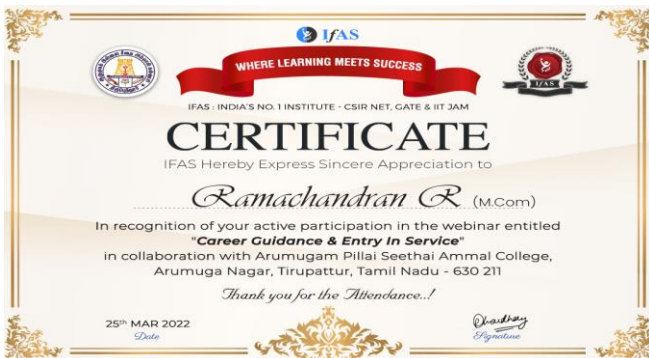 IfAS
WHERE LEARNING MEETS SUCCESS
IFAS
IFAS : INDIA'S NO. 1 INSTITUTE - CSIR NET, GATE & IIT JAM
CERTIFICATE
IFAS Hereby Express Sincere Appreciation to
Ramachandran R (M.Com)
In recognition of your active participation in the webinar entitled
"Career Guidance & Entry In Service"
in collaboration with Arumugam Pillai Seethai Ammal College,
Arumuga Nagar, Tirupattur, Tamil Nadu - 630 211
Thank you for the Attendance..!
25th MAR 2022
Date
Chaudhary
Signature